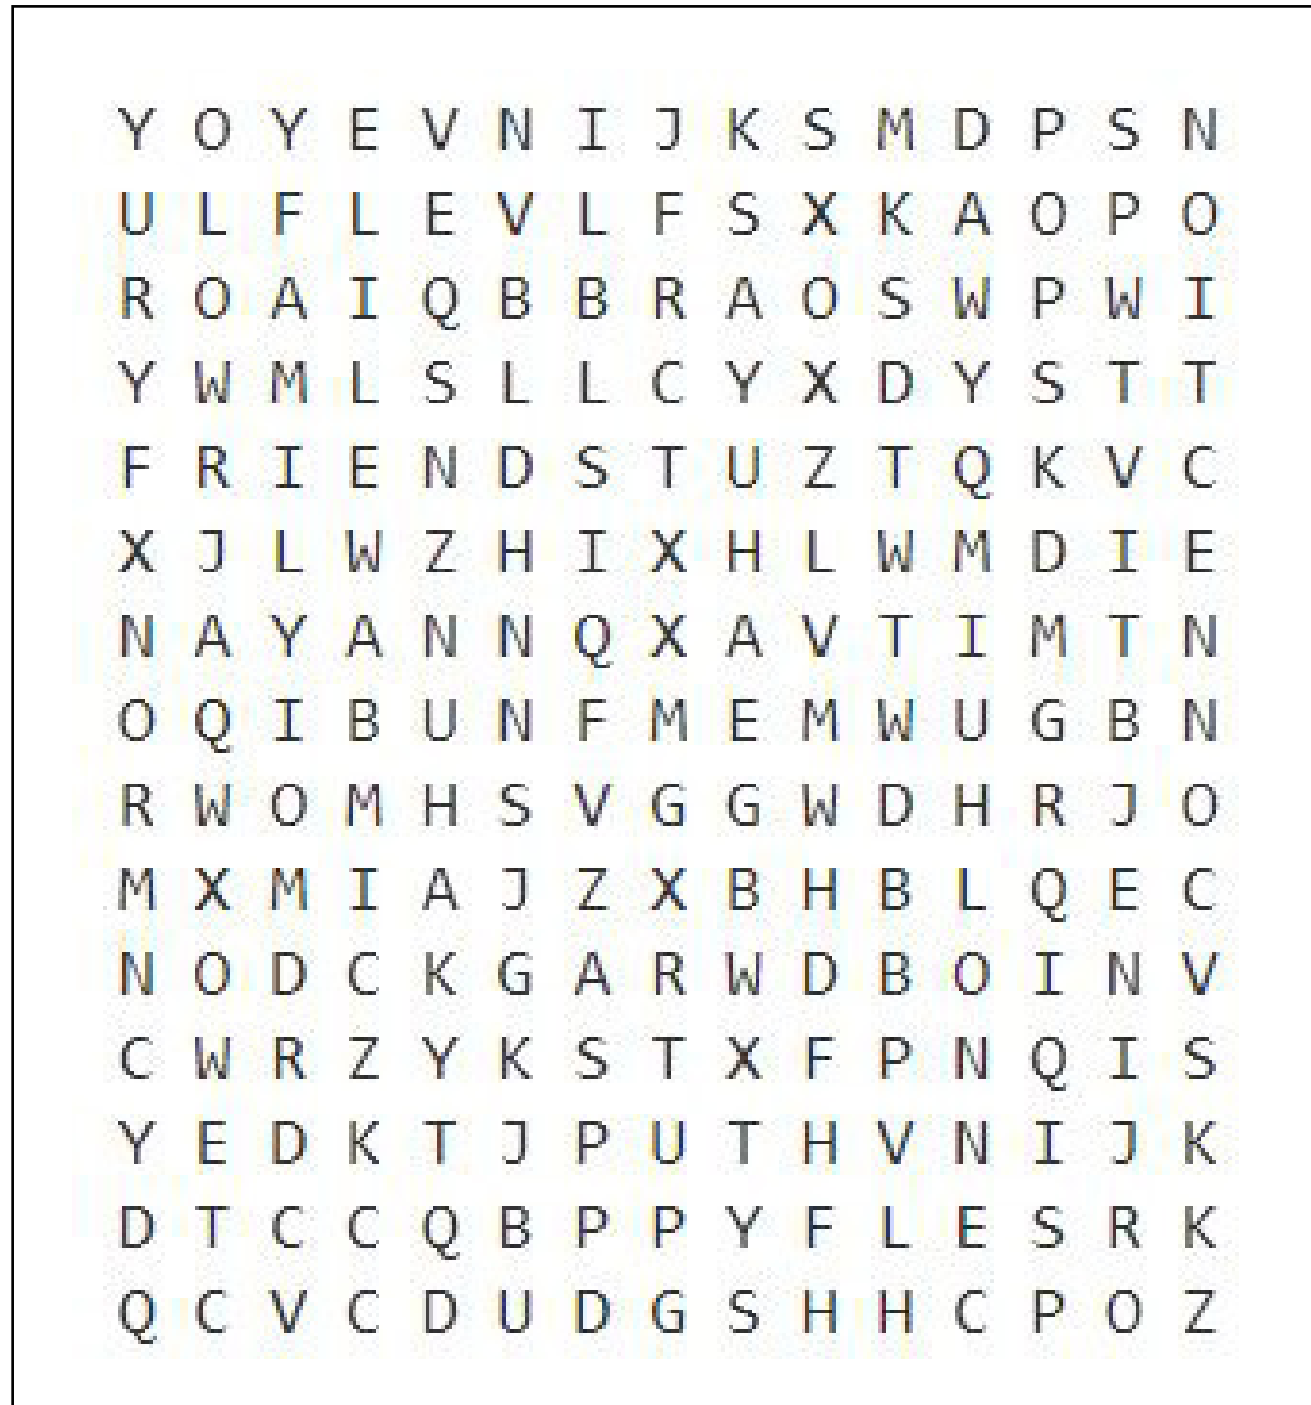 Y O Y E V N I J K S M D P S N
U L F L E V L F S X K A O P O
R O A I Q B B R A O S W P W I
Y W M L S L L C Y X D Y S T T
F R I E N D S T U Z T Q K V C
X J L W Z H I X H L W M D I E
N A Y A N N Q X A V T I M T N
O Q I B U N F M E M W U G B N
R W O M H S V G G W D H R J O
M X M I A J Z X B H B L Q E C
N O D C K G A R W D B O I N V
C W R Z Y K S T X F P N Q I S
Y E D K T J P U T H V N I J K
D T C C Q B P P Y F L E S R K
Q C V C D U D G S H H C P O Z